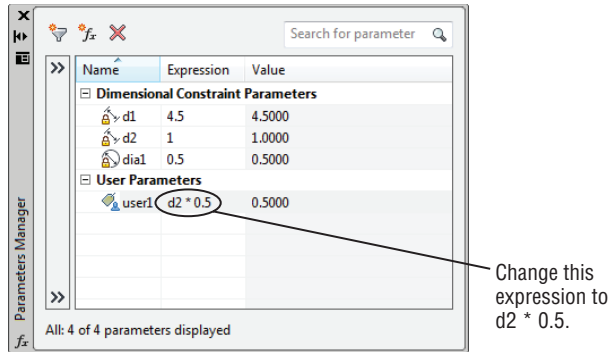 Search for parameter
Name Expression Value
Dimensional Constraint Parameters
d1 4.5 4.5000
d2 1 1.0000
dia1 0.5 0.5000
User Parameters
user1 d2 * 0.5 0.5000
All: 4 of 4 parameters displayed
Parameters Manager
fx
Change this
expression to
d2 * 0.5.